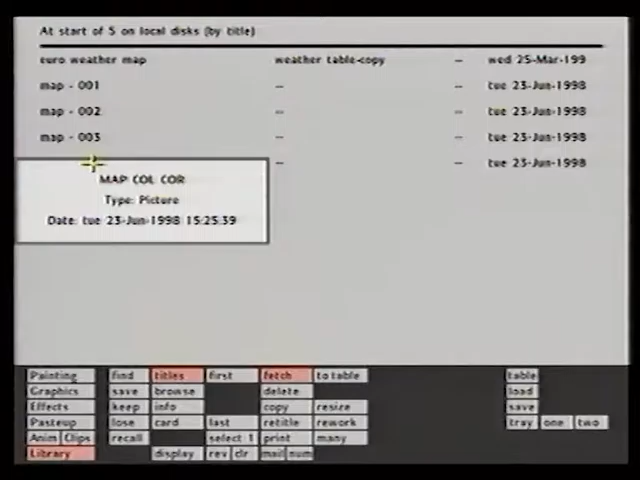 At start of 5 on local disks (by title)
euro weather map weather table-copy -- wed 25-Mar-199
map - 001 -- -- tue 23-Jun-1998
map - 002 -- -- tue 23-Jun-1998
map - 003 -- -- tue 23-Jun-1998
-- -- tue 23-Jun-1998
MAP COL COR
Type: Picture
Date: tue 23-Jun-1998 15:25:39
Painting find titles first fetch to table table
Graphics save browse delete load
Effects keep info copy resize save
Pasteup lose card last retitle rework tray one two
Anim Clips recall select 1 print many
Library display rev clr mail num